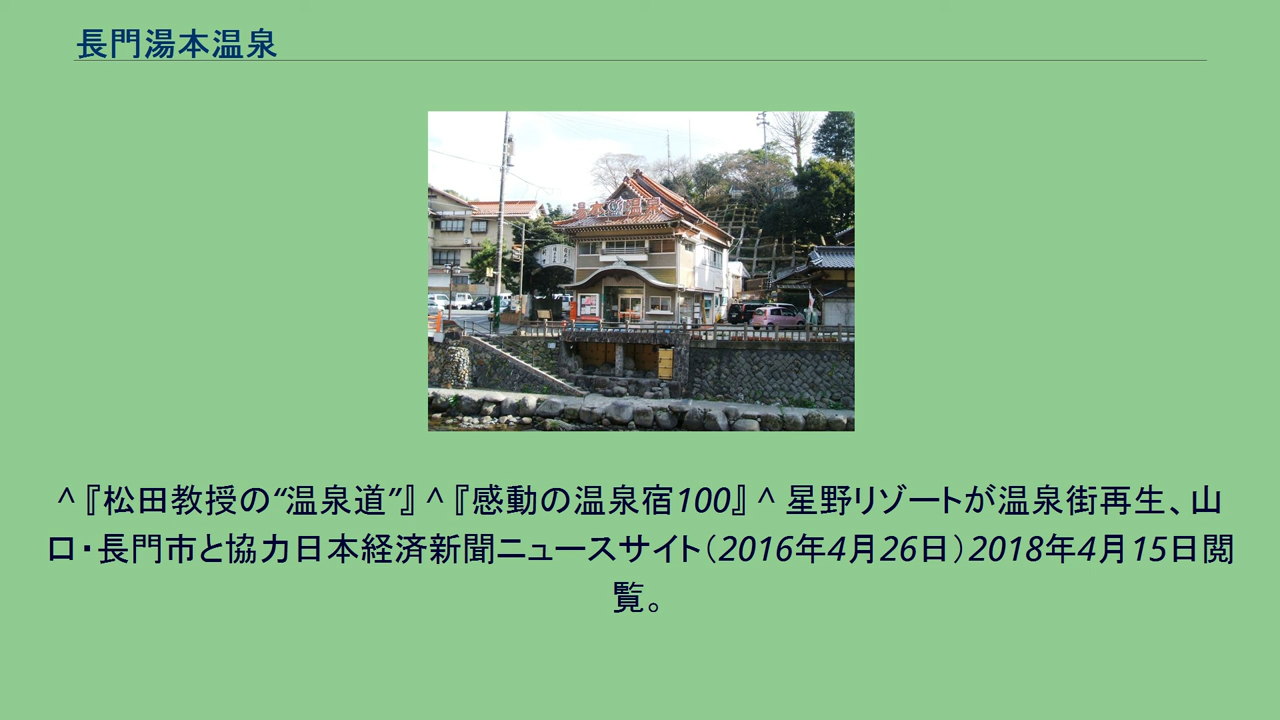 長門湯本温泉
湯本温泉
^『松田教授の“温泉道”』^『感動の温泉宿100』^ 星野リゾートが温泉街再生、山
口・長門市と協力日本経済新聞ニュースサイト（2016年4月26日）2018年4月15日閲
覧。